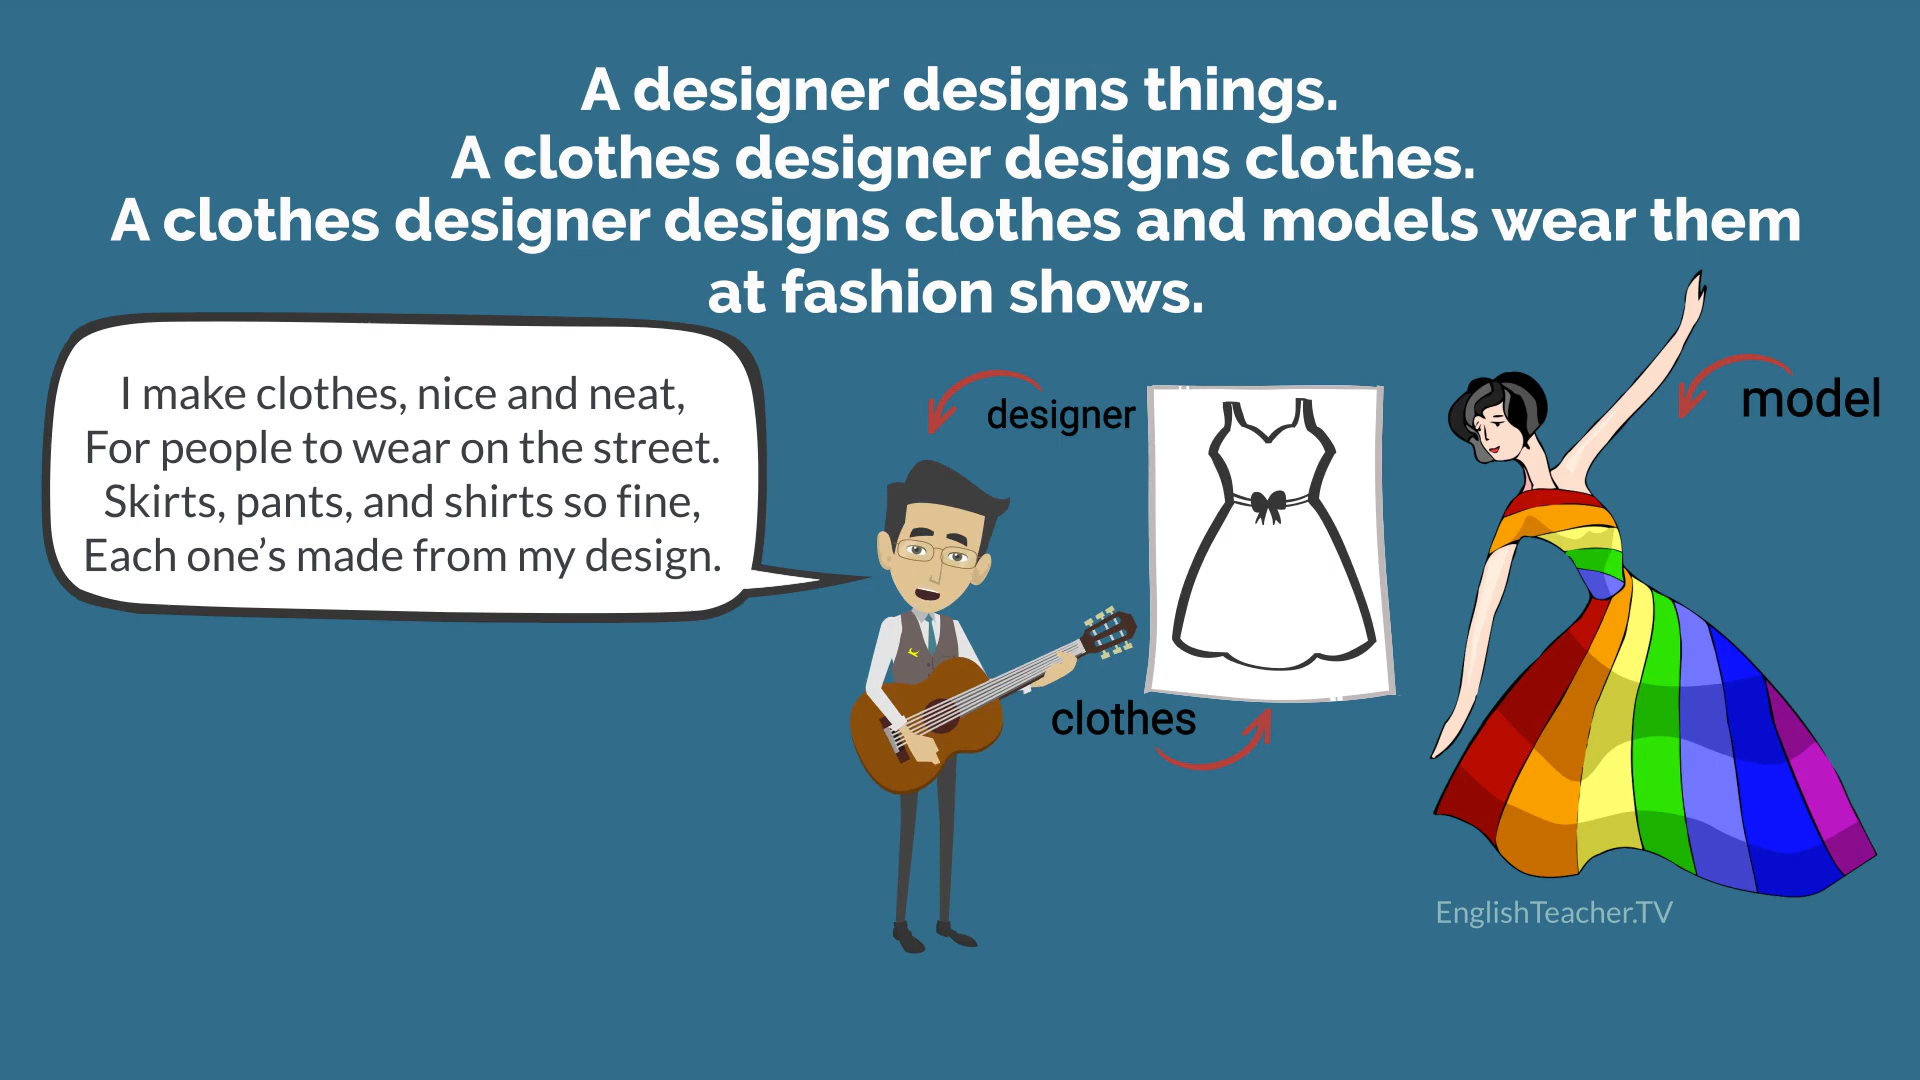 A designer designs things.
A clothes designer designs clothes.
A clothes designer designs clothes and models wear them
at fashion shows.
I make clothes, nice and neat,
For people to wear on the street.
Skirts, pants, and shirts so fine,
Each one’s made from my design.
designer
model
clothes
EnglishTeacher.TV